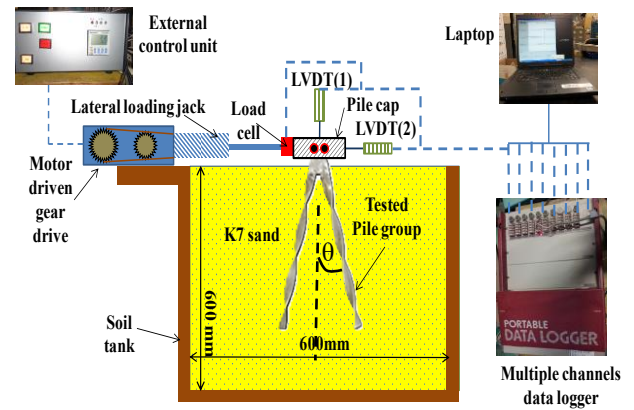 External
control unit
Laptop
LVDT(1)
Lateral loading jack
Load
cell
Pile cap
LVDT(2)
Motor
driven
gear
drive
K7 sand
Tested
Pile group
θ
Soil
tank
600 mm
600mm
PORTABLE
DATA LOGGER
Multiple channels
data logger